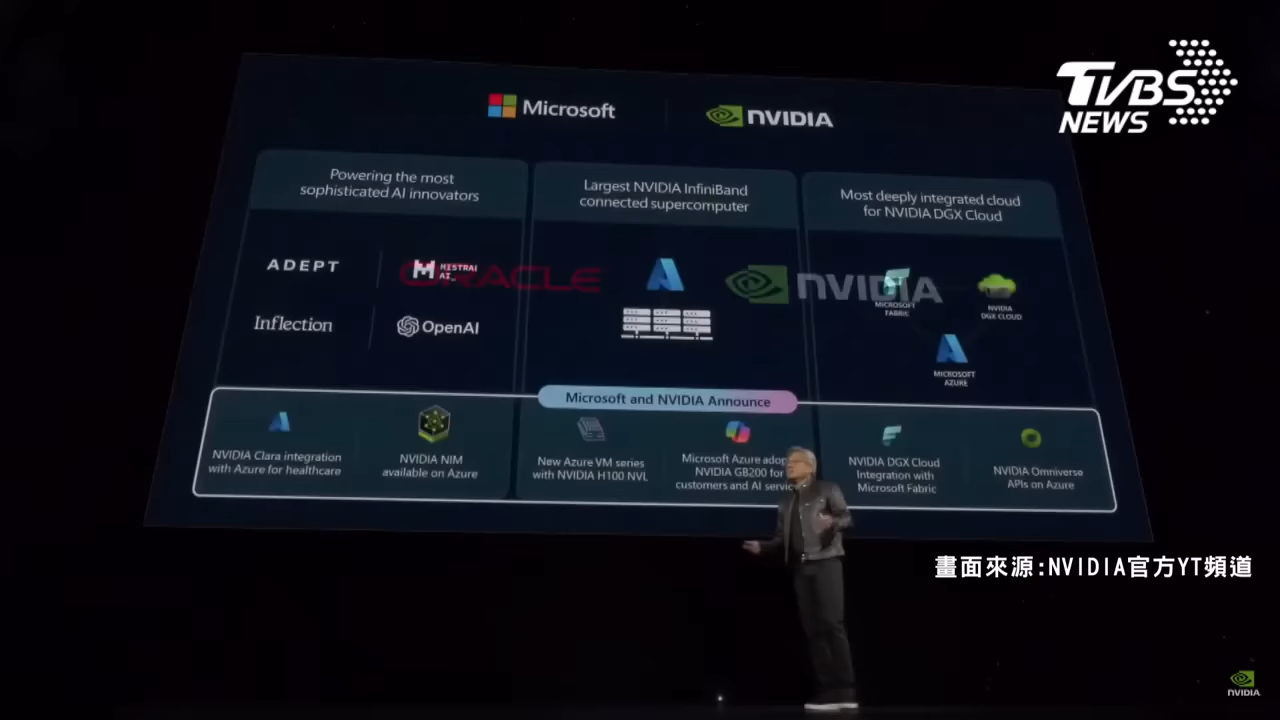 TVBS
NEWS
Microsoft
NVIDIA
Powering the most
sophisticated AI innovators
Largest NVIDIA InfiniBand
connected supercomputer
Most deeply integrated cloud
for NVIDIA DGX Cloud
ADEPT
MISTRAL
AI_
ORACLE
Inflection
OpenAI
NVIDIA
MICROSOFT
FABRIC
NVIDIA
DGX CLOUD
MICROSOFT
AZURE
Microsoft and NVIDIA Announce
NVIDIA Clara integration
with Azure for healthcare
NVIDIA NIM
available on Azure
New Azure VM series
with NVIDIA H100 NVL
Microsoft Azure adop
NVIDIA GB200 for
customers and AI servic
NVIDIA DGX Cloud
Integration with
Microsoft Fabric
NVIDIA Omniverse
APIs on Azure
畫面來源:NVIDIA官方YT頻道
NVIDIA